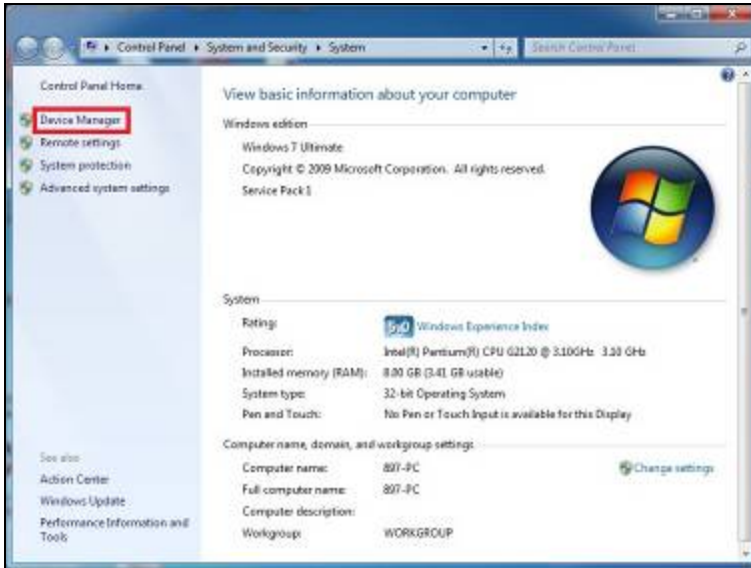 Control Panel ▸ System and Security ▸ System
Search Control Panel
Control Panel Home
Device Manager
Remote settings
System protection
Advanced system settings
View basic information about your computer
Windows edition
Windows 7 Ultimate
Copyright © 2009 Microsoft Corporation. All rights reserved.
Service Pack 1
System
Rating: 5,0 Windows Experience Index
Processor: Intel(R) Pentium(R) CPU G2120 @ 3.10GHz 3.10 GHz
Installed memory (RAM): 8.00 GB (3.41 GB usable)
System type: 32-bit Operating System
Pen and Touch: No Pen or Touch Input is available for this Display
Computer name, domain, and workgroup settings
Computer name: 897-PC
Change settings
Full computer name: 897-PC
Computer description:
Workgroup: WORKGROUP
See also
Action Center
Windows Update
Performance Information and
Tools